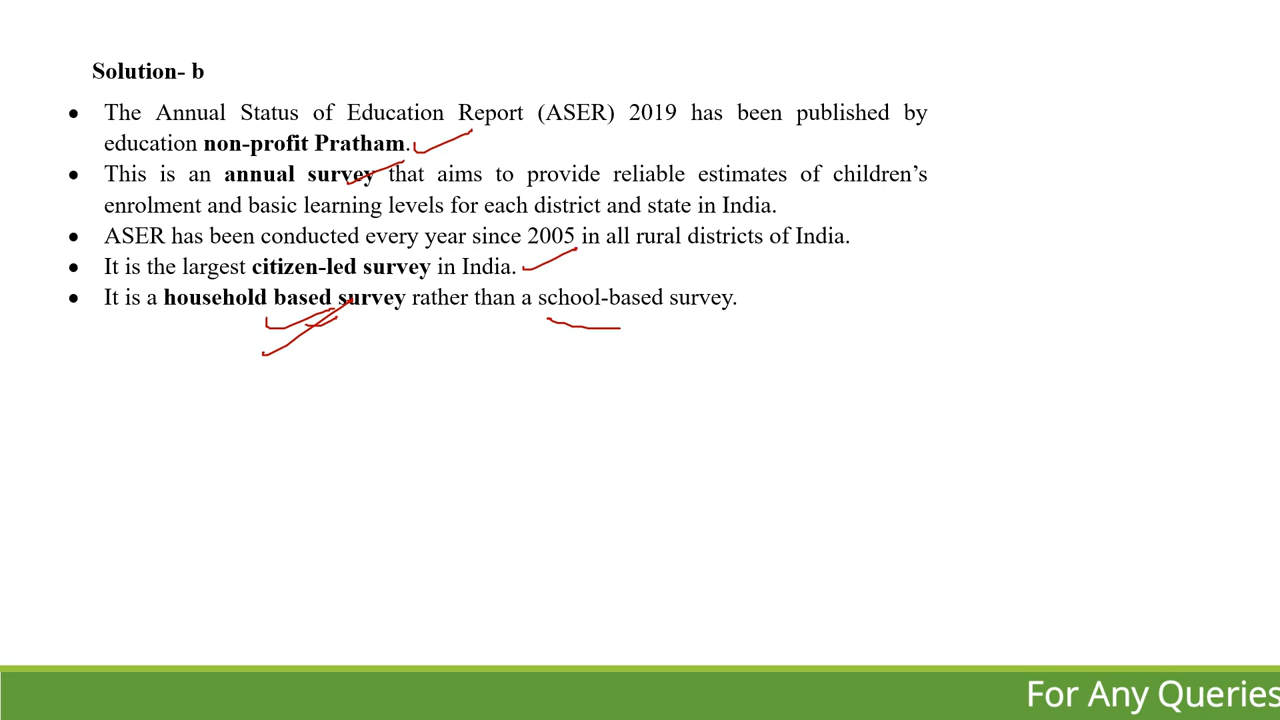 Solution- b
• The Annual Status of Education Report (ASER) 2019 has been published by
education non-profit Pratham.
• This is an annual survey that aims to provide reliable estimates of children’s
enrolment and basic learning levels for each district and state in India.
• ASER has been conducted every year since 2005 in all rural districts of India.
• It is the largest citizen-led survey in India.
• It is a household based survey rather than a school-based survey.
For Any Queries